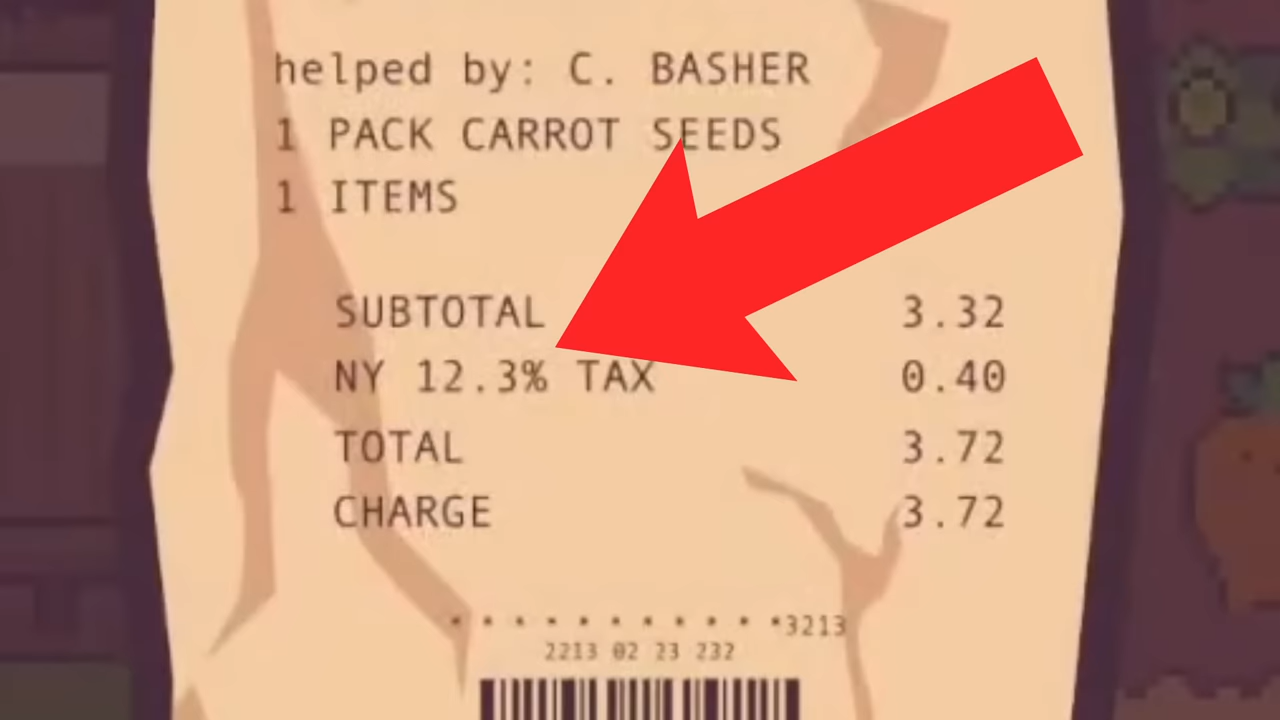 helped by: C. BASHER
1 PACK CARROT SEEDS
1 ITEMS
SUBTOTAL 3.32
NY 12.3% TAX 0.40
TOTAL 3.72
CHARGE 3.72
• • • • • • • • • • •3213
2213 02 23 232